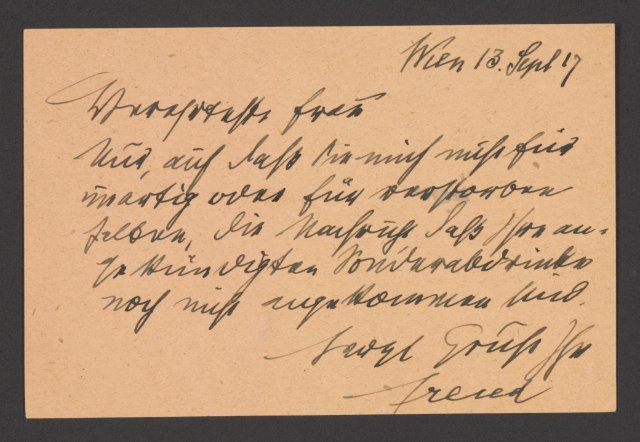 Wien 13. Sept 17
Verehrteste Frau
Nur, auf daß Sie mich nicht für
unartig oder für verstorben
halten, die Nachricht daß Ihre an-
gekündigten Sonderabdrücke
noch nicht angekommen sind.
Herzl Gruß Ihr
Freud